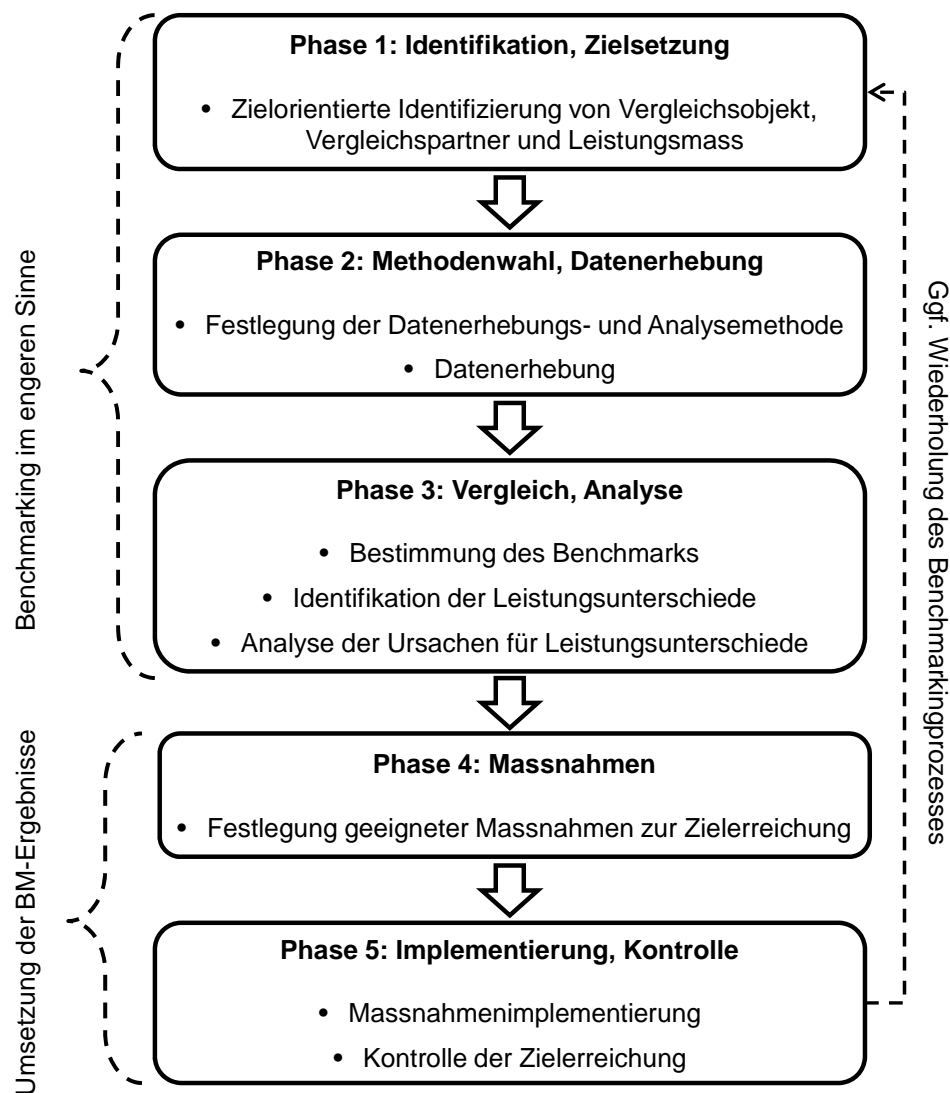 Phase 1: Identifikation, Zielsetzung
• Zielorientierte Identifizierung von Vergleichsobjekt,
Vergleichspartner und Leistungsmass
Phase 2: Methodenwahl, Datenerhebung
• Festlegung der Datenerhebungs- und Analysemethode
• Datenerhebung
Phase 3: Vergleich, Analyse
• Bestimmung des Benchmarks
• Identifikation der Leistungsunterschiede
• Analyse der Ursachen für Leistungsunterschiede
Phase 4: Massnahmen
• Festlegung geeigneter Massnahmen zur Zielerreichung
Phase 5: Implementierung, Kontrolle
• Massnahmenimplementierung
• Kontrolle der Zielerreichung
Benchmarking im engeren Sinne
Umsetzung der BM-Ergebnisse
Ggf. Wiederholung des Benchmarkingprozesses